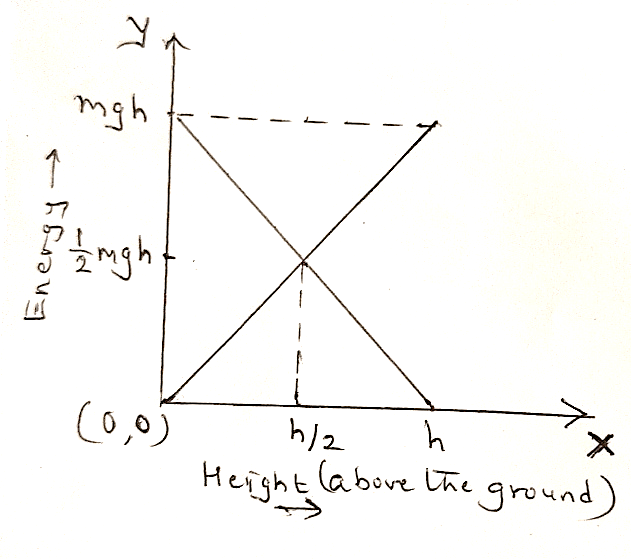 y
mgh
Energy →
1/2 mgh
(0,0)
h/2
h
x
Height (above the ground)
→